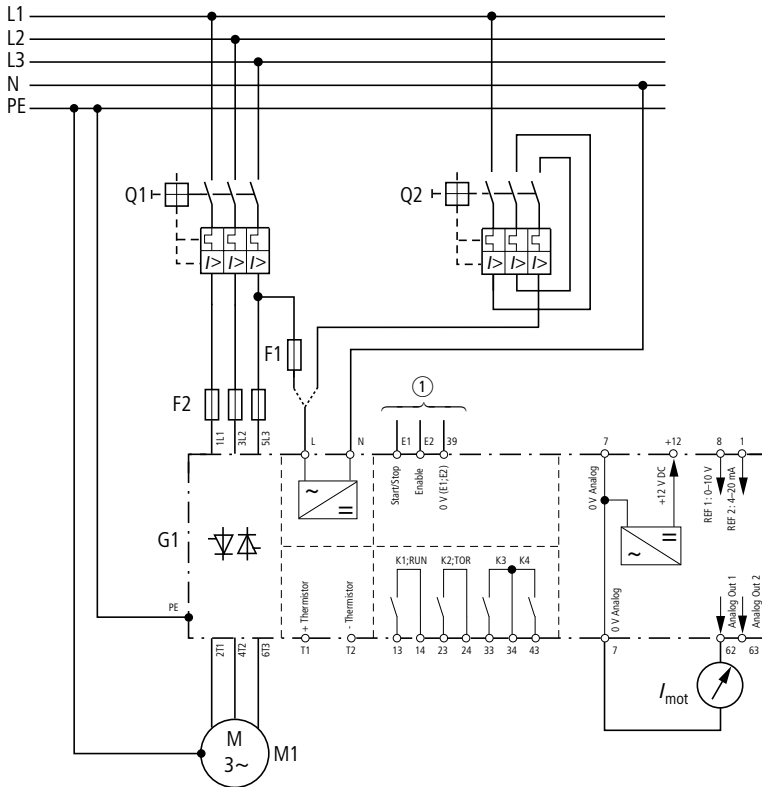 L1
L2
L3
N
PE
Q1
I> I> I>
Q2
I> I> I>
F1
F2
1L1
3L2
5L3
L
N
1
E1
E2
39
Start/Stop
Enable
0 V (E1;E2)
7
+12
8
1
0 V Analog
+12 V DC
REF 1: 0–10 V
REF 2: 4–20 mA
~
=
~
=
G1
PE
+ Thermistor
- Thermistor
K1;RUN
K2;TOR
K3
K4
0 V Analog
Analog Out 1
Analog Out 2
2T1
4T2
6T3
T1
T2
13
14
23
24
33
34
43
7
62
63
Imot
M
3~
M1